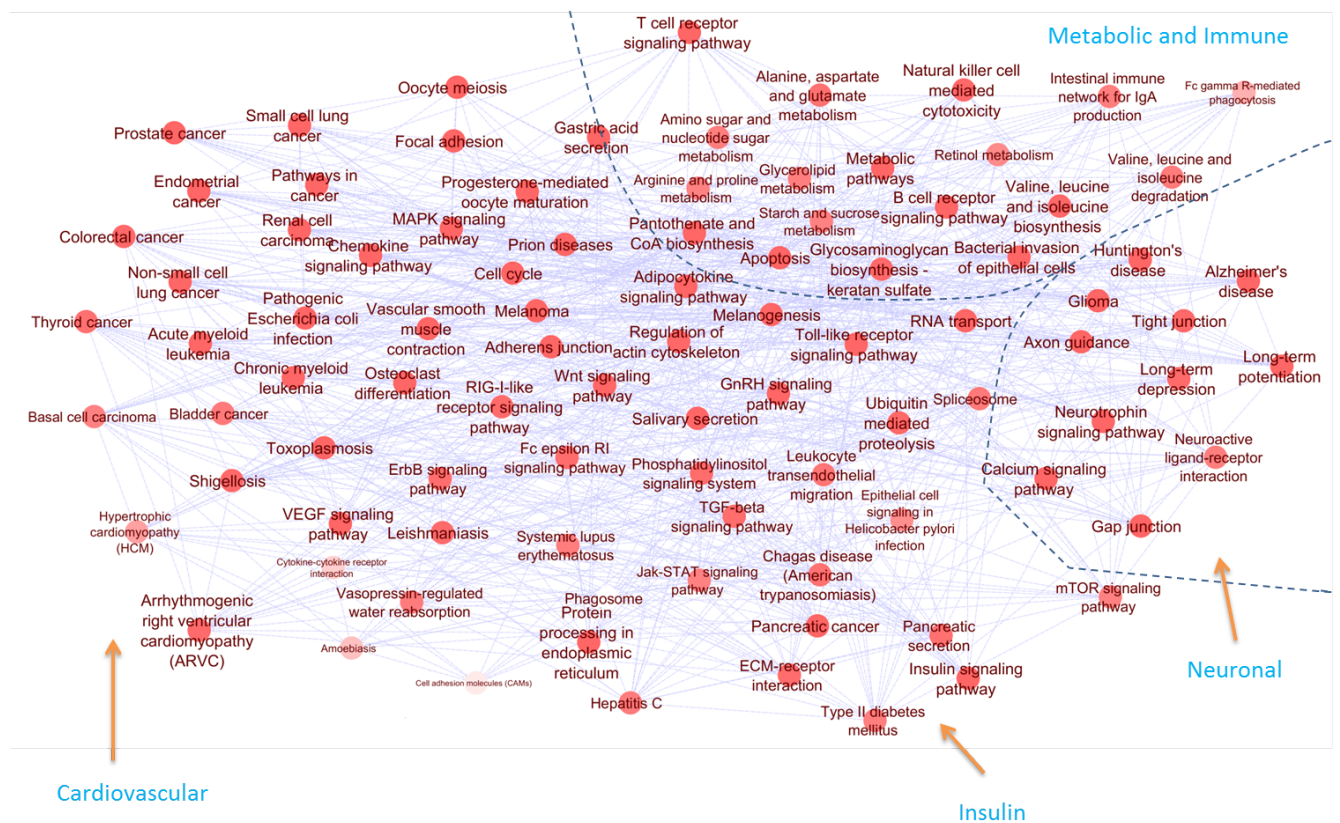 T cell receptor
signaling pathway
Metabolic and Immune
Oocyte meiosis
Alanine, aspartate
and glutamate
metabolism
Natural killer cell
mediated
cytotoxicity
Intestinal immune
network for IgA
production
Fc gamma R-mediated
phagocytosis
Prostate cancer
Small cell lung
cancer
Focal adhesion
Gastric acid
secretion
Amino sugar and
nucleotide sugar
metabolism
Metabolic
pathways
Retinol metabolism
Valine, leucine and
isoleucine
degradation
Endometrial
cancer
Pathways in
cancer
Progesterone-mediated
oocyte maturation
Arginine and proline
metabolism
Glycerolipid
metabolism
B cell receptor
signaling pathway
Valine, leucine
and isoleucine
biosynthesis
Colorectal cancer
Renal cell
carcinoma
MAPK signaling
pathway
Prion diseases
Pantothenate and
CoA biosynthesis
Starch and sucrose
metabolism
Chemokine
signaling pathway
Cell cycle
Apoptosis
Glycosaminoglycan
biosynthesis -
keratan sulfate
Bacterial invasion
of epithelial cells
Huntington's
disease
Alzheimer's
disease
Non-small cell
lung cancer
Adipocytokine
signaling pathway
Glioma
Thyroid cancer
Pathogenic
Escherichia coli
infection
Vascular smooth
muscle
contraction
Melanoma
Melanogenesis
RNA transport
Tight junction
Acute myeloid
leukemia
Adherens junction
Regulation of
actin cytoskeleton
Toll-like receptor
signaling pathway
Axon guidance
Long-term
potentiation
Chronic myeloid
leukemia
Osteoclast
differentiation
RIG-I-like
receptor signaling
pathway
Wnt signaling
pathway
GnRH signaling
pathway
Long-term
depression
Basal cell carcinoma
Bladder cancer
Salivary secretion
Ubiquitin
mediated
proteolysis
Spliceosome
Neurotrophin
signaling pathway
Toxoplasmosis
Fc epsilon RI
signaling pathway
Neuroactive
ligand-receptor
interaction
Shigellosis
ErbB signaling
pathway
Phosphatidylinositol
signaling system
Leukocyte
transendothelial
migration
Calcium signaling
pathway
Hypertrophic
cardiomyopathy
(HCM)
VEGF signaling
pathway
Leishmaniasis
TGF-beta
signaling pathway
Epithelial cell
signaling in
Helicobacter pylori
infection
Gap junction
Systemic lupus
erythematosus
Cytokine-cytokine receptor
interaction
Jak-STAT signaling
pathway
Chagas disease
(American
trypanosomiasis)
mTOR signaling
pathway
Arrhythmogenic
right ventricular
cardiomyopathy
(ARVC)
Vasopressin-regulated
water reabsorption
Phagosome
Protein
processing in
endoplasmic
reticulum
Pancreatic cancer
Pancreatic
secretion
Amoebiasis
Neuronal
Cell adhesion molecules (CAMs)
ECM-receptor
interaction
Insulin signaling
pathway
Hepatitis C
Type II diabetes
mellitus
Cardiovascular
Insulin